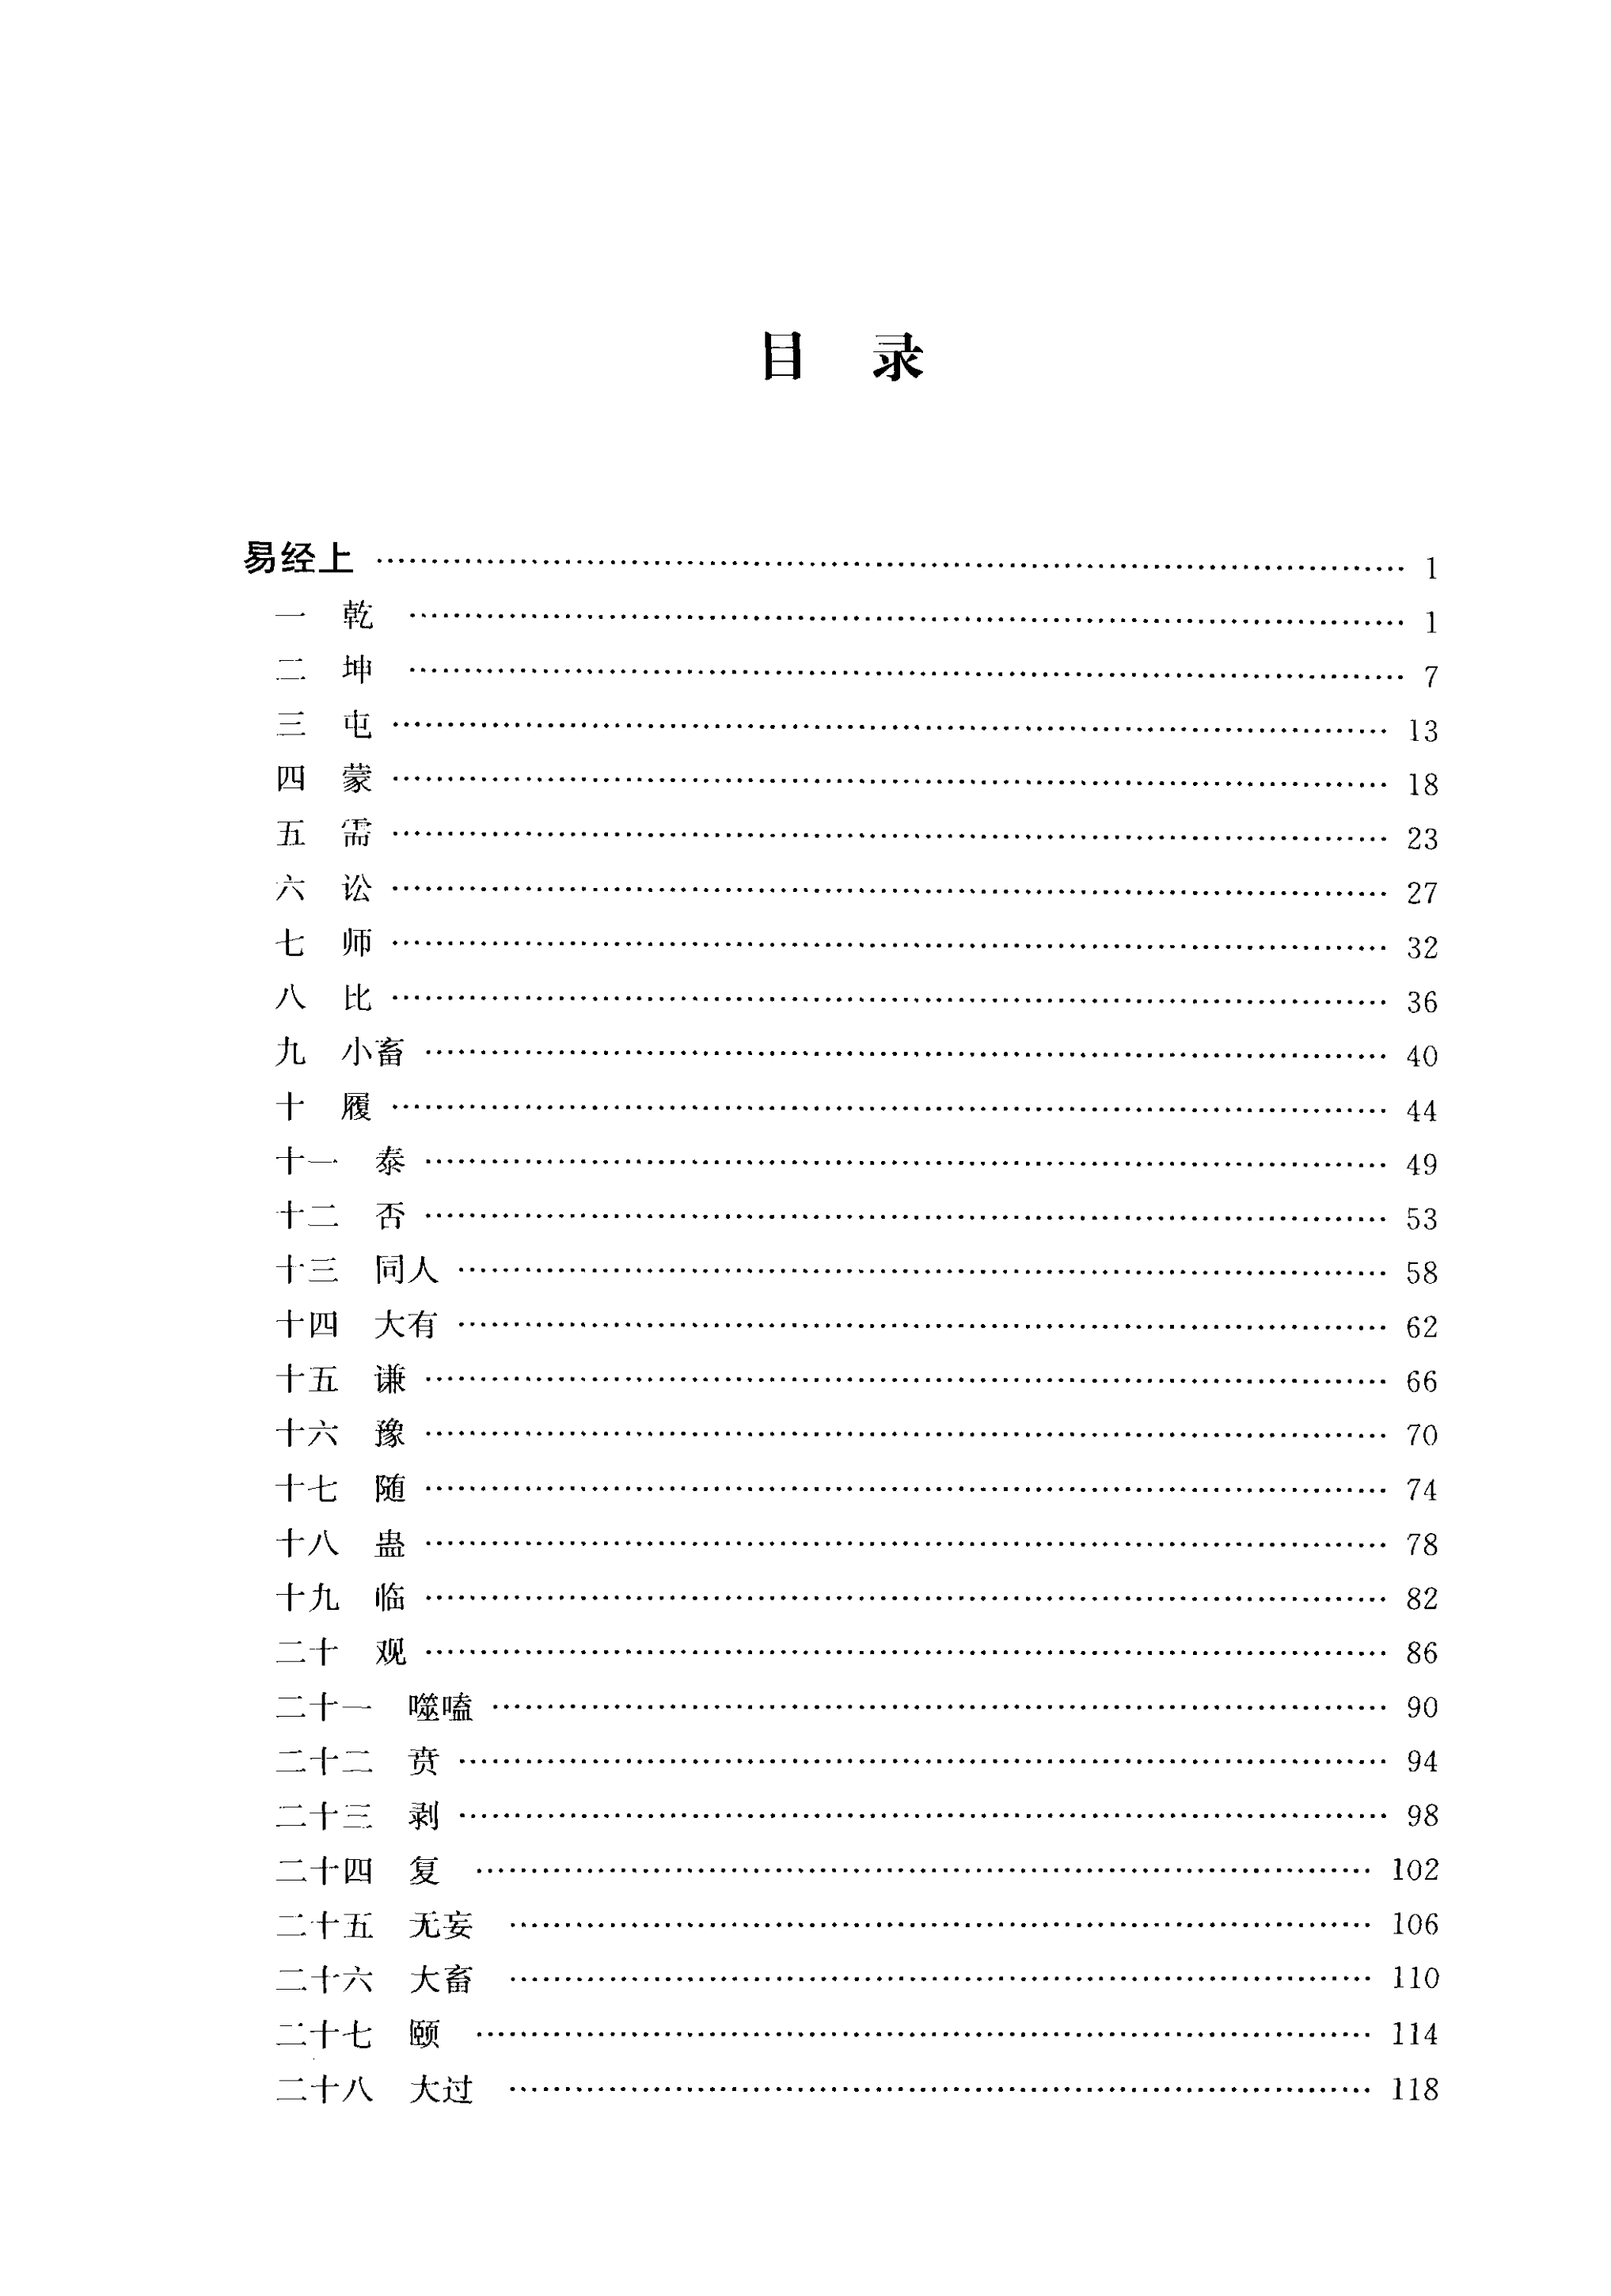 目 录
易经上 …… 1
一 乾 …… 1
二 坤 …… 7
三 屯 …… 13
四 蒙 …… 18
五 需 …… 23
六 讼 …… 27
七 师 …… 32
八 比 …… 36
九 小畜 …… 40
十 履 …… 44
十一 泰 …… 49
十二 否 …… 53
十三 同人 …… 58
十四 大有 …… 62
十五 谦 …… 66
十六 豫 …… 70
十七 随 …… 74
十八 蛊 …… 78
十九 临 …… 82
二十 观 …… 86
二十一 噬嗑 …… 90
二十二 贲 …… 94
二十三 剥 …… 98
二十四 复 …… 102
二十五 无妄 …… 106
二十六 大畜 …… 110
二十七 颐 …… 114
二十八 大过 …… 118